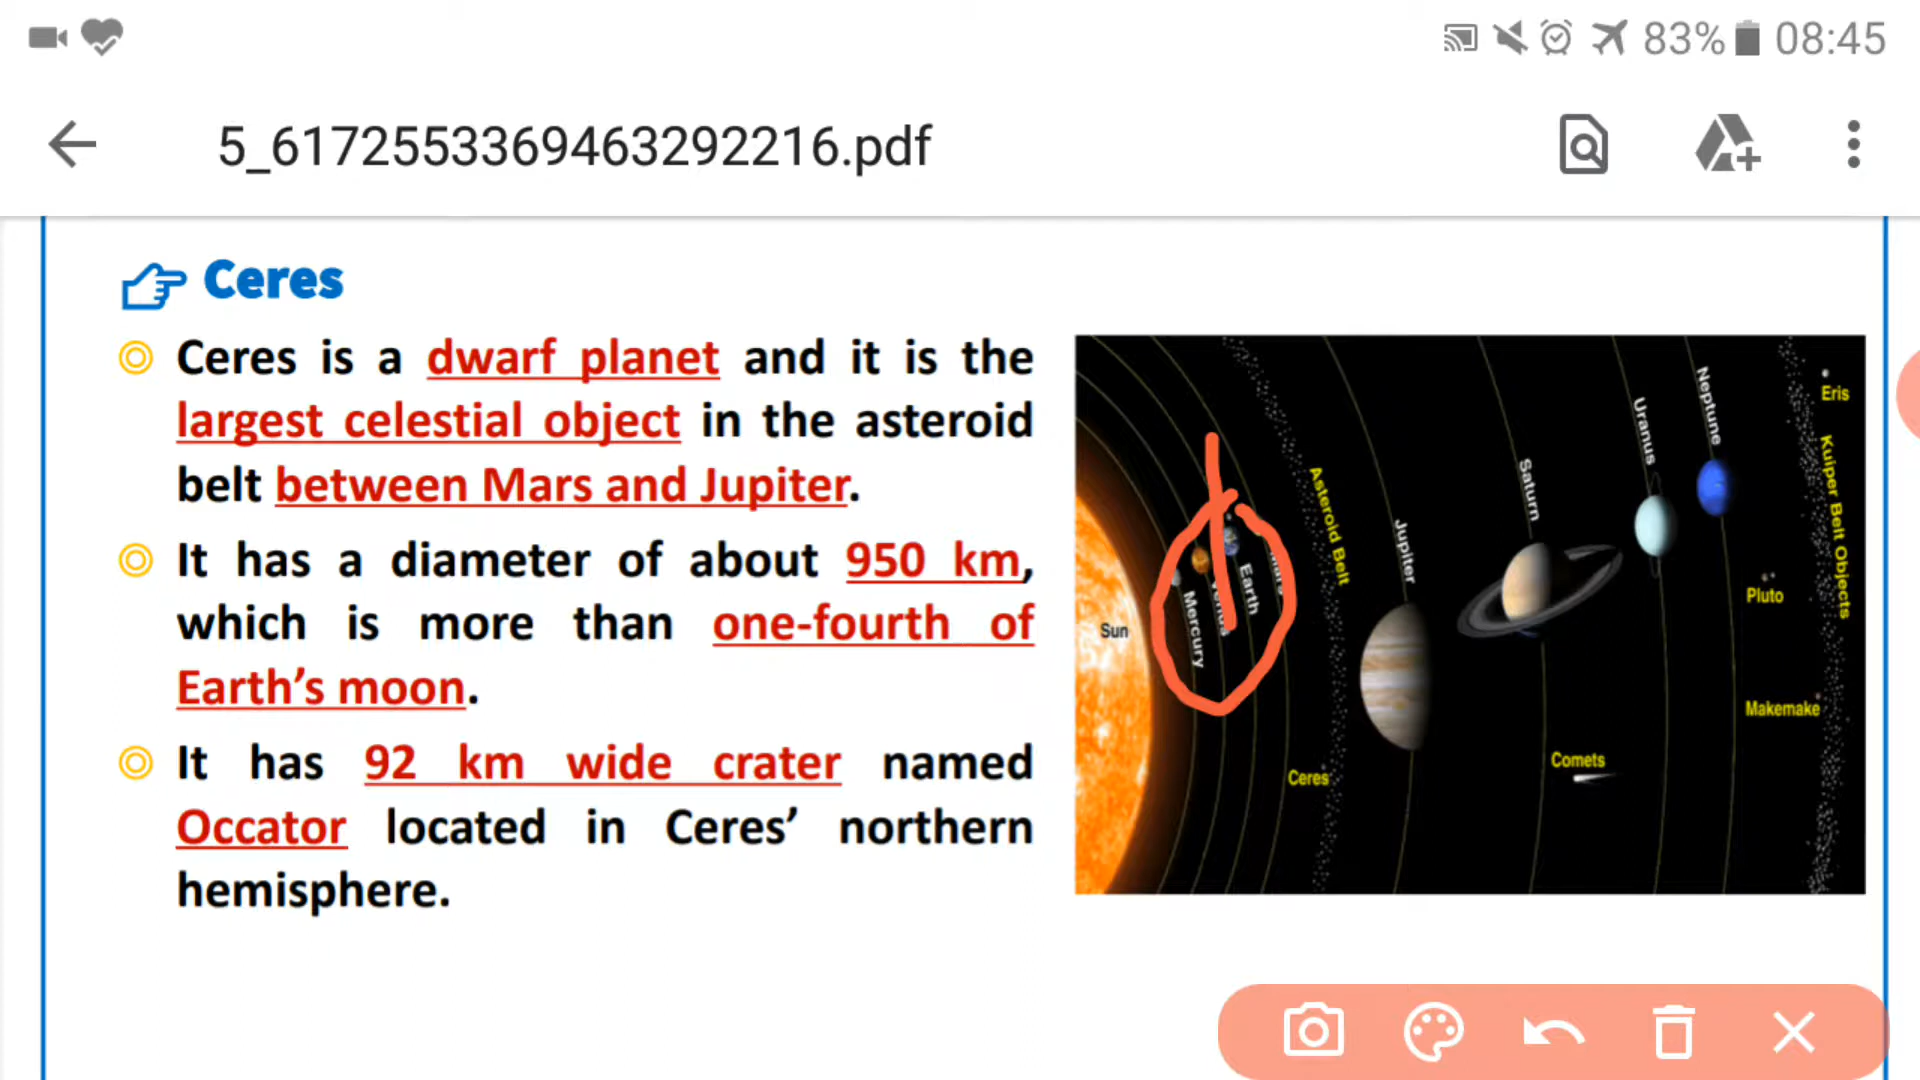 83% 08:45
5_6172553369463292216.pdf
Ceres
Ceres is a dwarf planet and it is the
largest celestial object in the asteroid
belt between Mars and Jupiter.
It has a diameter of about 950 km,
which is more than one-fourth of
Earth’s moon.
It has 92 km wide crater named
Occator located in Ceres’ northern
hemisphere.
Sun
Mercury
Earth
Asteroid Belt
Ceres
Jupiter
Saturn
Comets
Uranus
Neptune
Eris
Kuiper Belt Objects
Pluto
Makemake